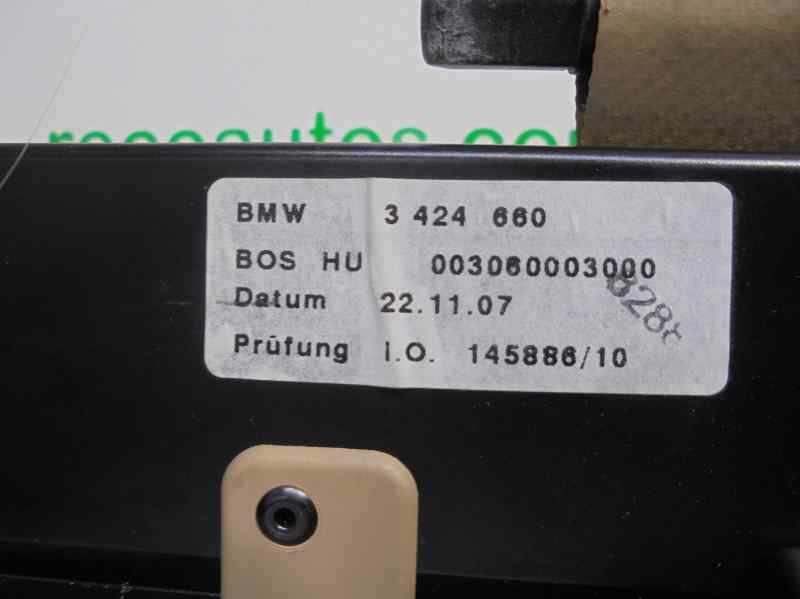 BMW 3 424 660
BOS HU 003060003000
Datum 22.11.07
Prüfung i.O. 145886/10